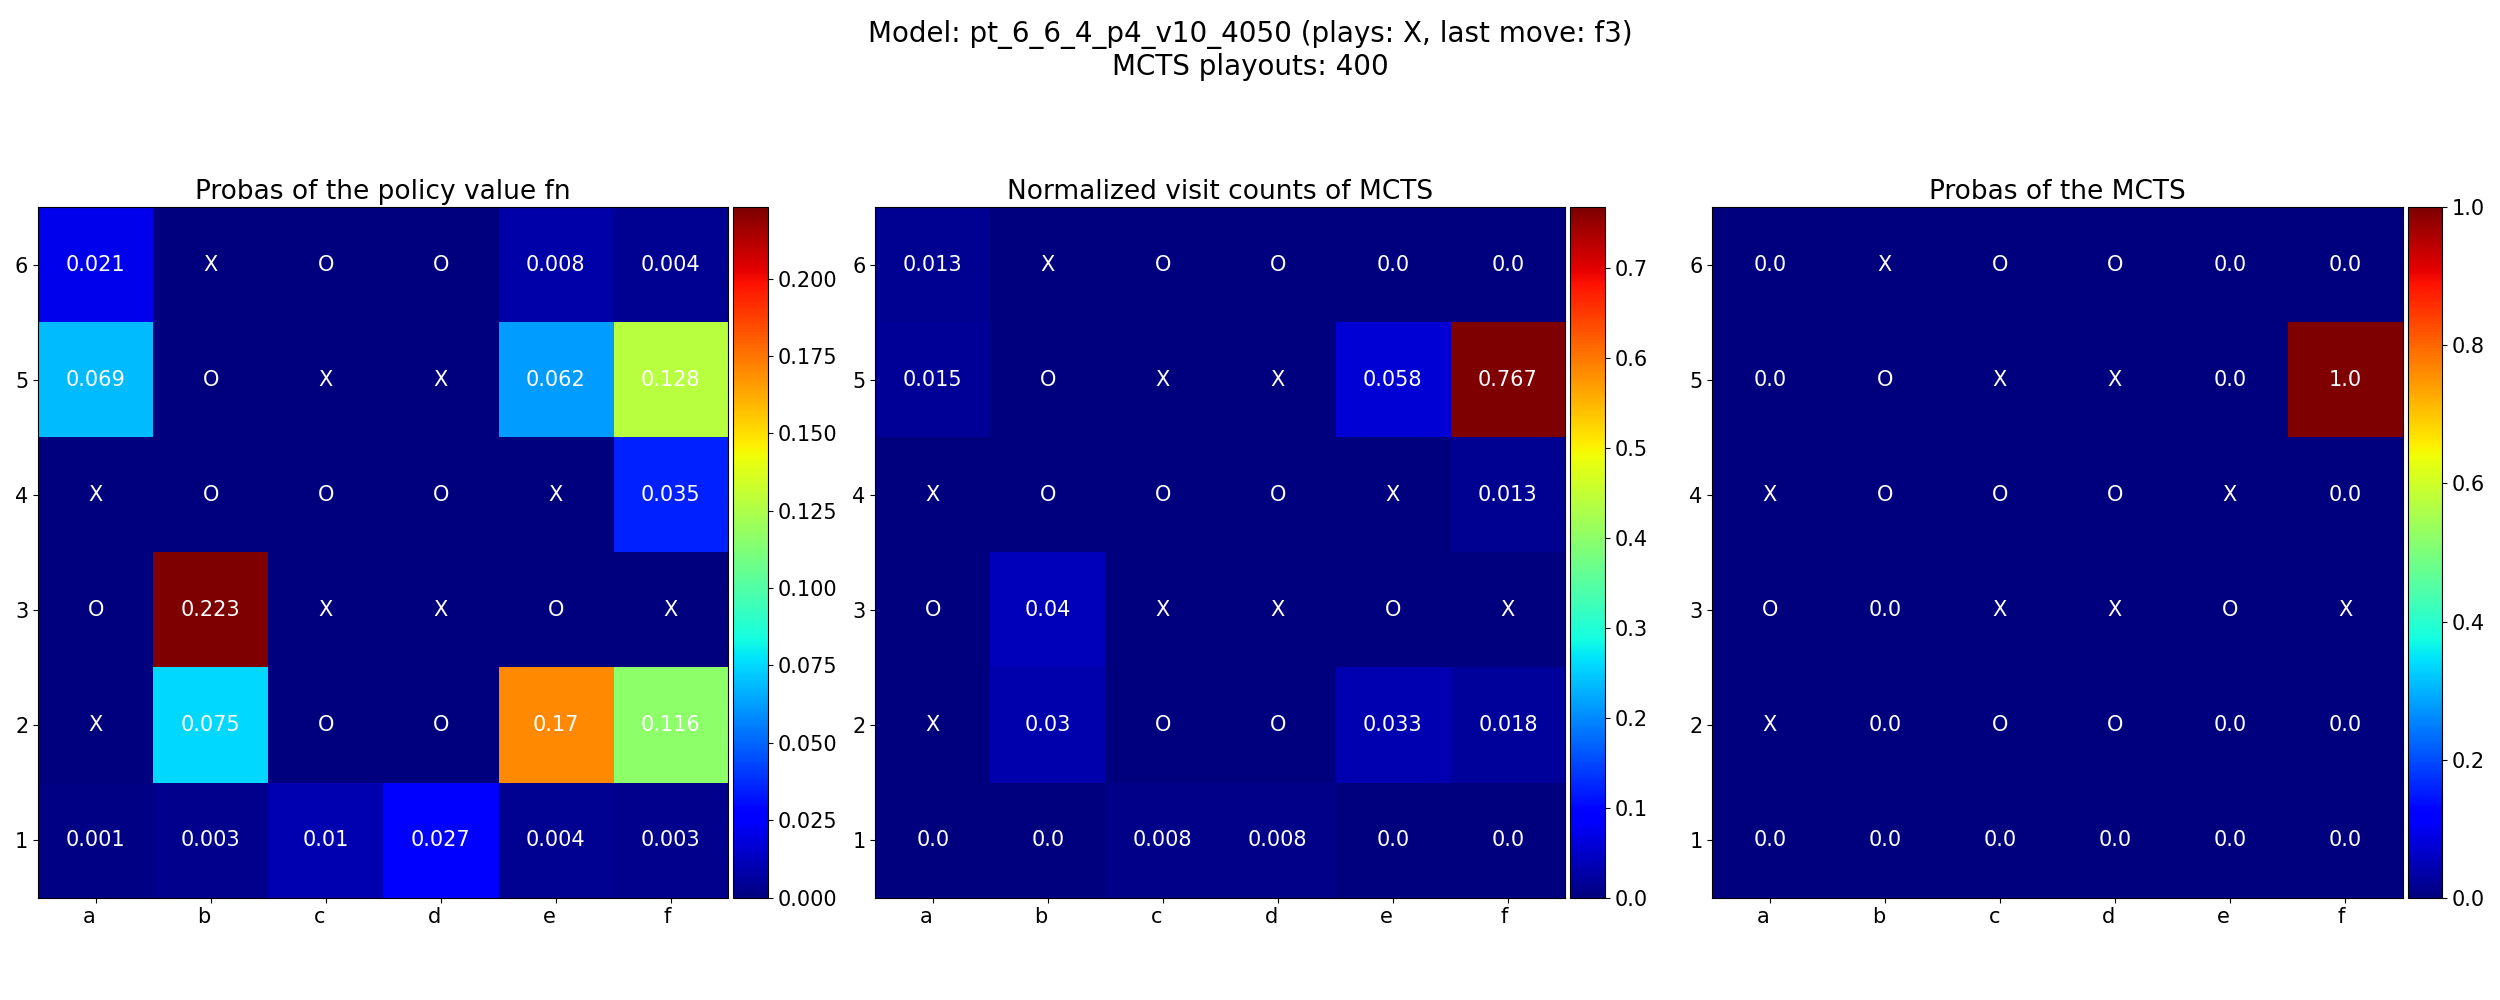 Model: pt_6_6_4_p4_v10_4050 (plays: X, last move: f3)
MCTS playouts: 400
Probas of the policy value fn
6 0.021 X O O 0.008 0.004
5 0.069 O X X 0.062 0.128
4 X O O O X 0.035
3 O 0.223 X X O X
2 X 0.075 O O 0.17 0.116
1 0.001 0.003 0.01 0.027 0.004 0.003
a b c d e f
0.200
0.175
0.150
0.125
0.100
0.075
0.050
0.025
0.000
Normalized visit counts of MCTS
6 0.013 X O O 0.0 0.0
5 0.015 O X X 0.058 0.767
4 X O O O X 0.013
3 O 0.04 X X O X
2 X 0.03 O O 0.033 0.018
1 0.0 0.0 0.008 0.008 0.0 0.0
a b c d e f
0.7
0.6
0.5
0.4
0.3
0.2
0.1
0.0
Probas of the MCTS
6 0.0 X O O 0.0 0.0
5 0.0 O X X 0.0 1.0
4 X O O O X 0.0
3 O 0.0 X X O X
2 X 0.0 O O 0.0 0.0
1 0.0 0.0 0.0 0.0 0.0 0.0
a b c d e f
1.0
0.8
0.6
0.4
0.2
0.0